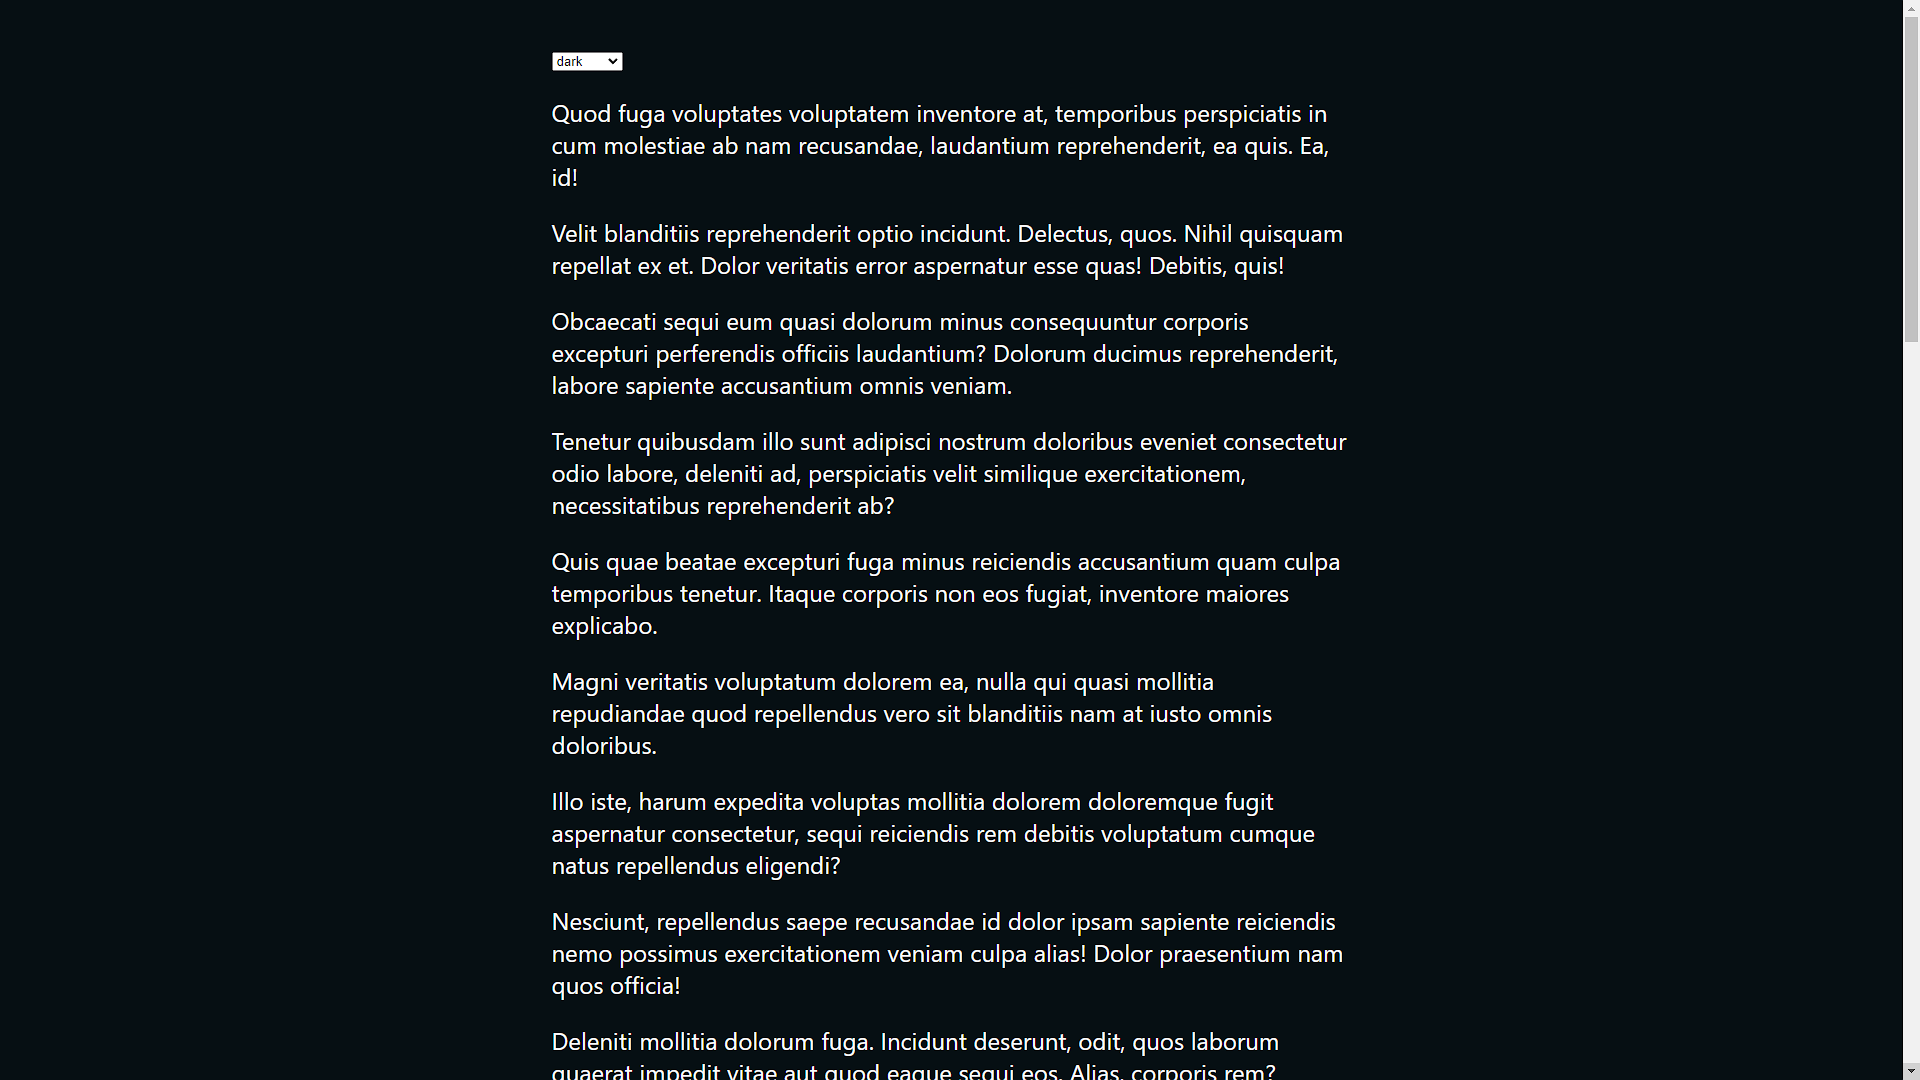 dark
Quod fuga voluptates voluptatem inventore at, temporibus perspiciatis in
cum molestiae ab nam recusandae, laudantium reprehenderit, ea quis. Ea,
id!
Velit blanditiis reprehenderit optio incidunt. Delectus, quos. Nihil quisquam
repellat ex et. Dolor veritatis error aspernatur esse quas! Debitis, quis!
Obcaecati sequi eum quasi dolorum minus consequuntur corporis
excepturi perferendis officiis laudantium? Dolorum ducimus reprehenderit,
labore sapiente accusantium omnis veniam.
Tenetur quibusdam illo sunt adipisci nostrum doloribus eveniet consectetur
odio labore, deleniti ad, perspiciatis velit similique exercitationem,
necessitatibus reprehenderit ab?
Quis quae beatae excepturi fuga minus reiciendis accusantium quam culpa
temporibus tenetur. Itaque corporis non eos fugiat, inventore maiores
explicabo.
Magni veritatis voluptatum dolorem ea, nulla qui quasi mollitia
repudiandae quod repellendus vero sit blanditiis nam at iusto omnis
doloribus.
Illo iste, harum expedita voluptas mollitia dolorem doloremque fugit
aspernatur consectetur, sequi reiciendis rem debitis voluptatum cumque
natus repellendus eligendi?
Nesciunt, repellendus saepe recusandae id dolor ipsam sapiente reiciendis
nemo possimus exercitationem veniam culpa alias! Dolor praesentium nam
quos officia!
Deleniti mollitia dolorum fuga. Incidunt deserunt, odit, quos laborum
quaerat impedit vitae aut quod eaque sequi eos. Alias, corporis rem?